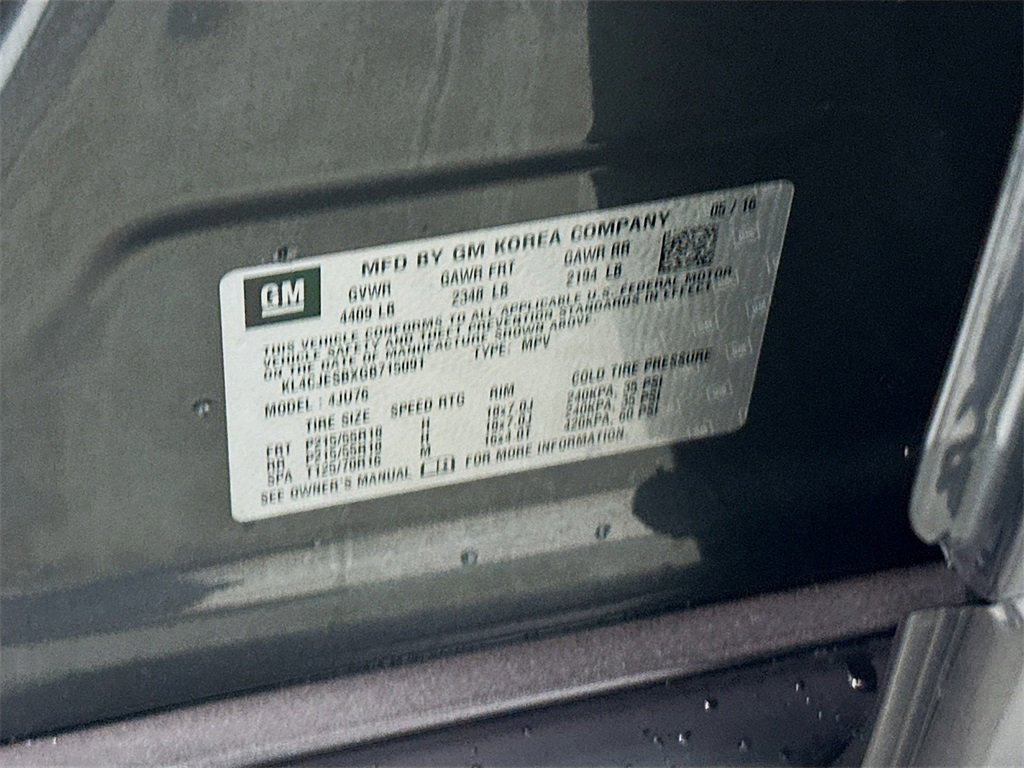 05 / 16
GM
MFD BY GM KOREA COMPANY
GVWR GAWR FRT GAWR RR
4409 LB 2348 LB 2194 LB
THIS VEHICLE CONFORMS TO ALL APPLICABLE U.S. FEDERAL MOTOR
VEHICLE SAFETY AND THEFT PREVENTION STANDARDS IN EFFECT
ON THE DATE OF MANUFACTURE SHOWN ABOVE.
KL4CJESBXGB715091 TYPE: MPV
MODEL: 4JU76
TIRE SIZE SPEED RTG RIM COLD TIRE PRESSURE
FRT P215/55R18 H 18x7.0J 240KPA, 35 PSI
RR P215/55R18 H 18x7.0J 240KPA, 35 PSI
SPA T125/70R16 M 16x4.0T 420KPA, 60 PSI
SEE OWNER'S MANUAL FOR MORE INFORMATION